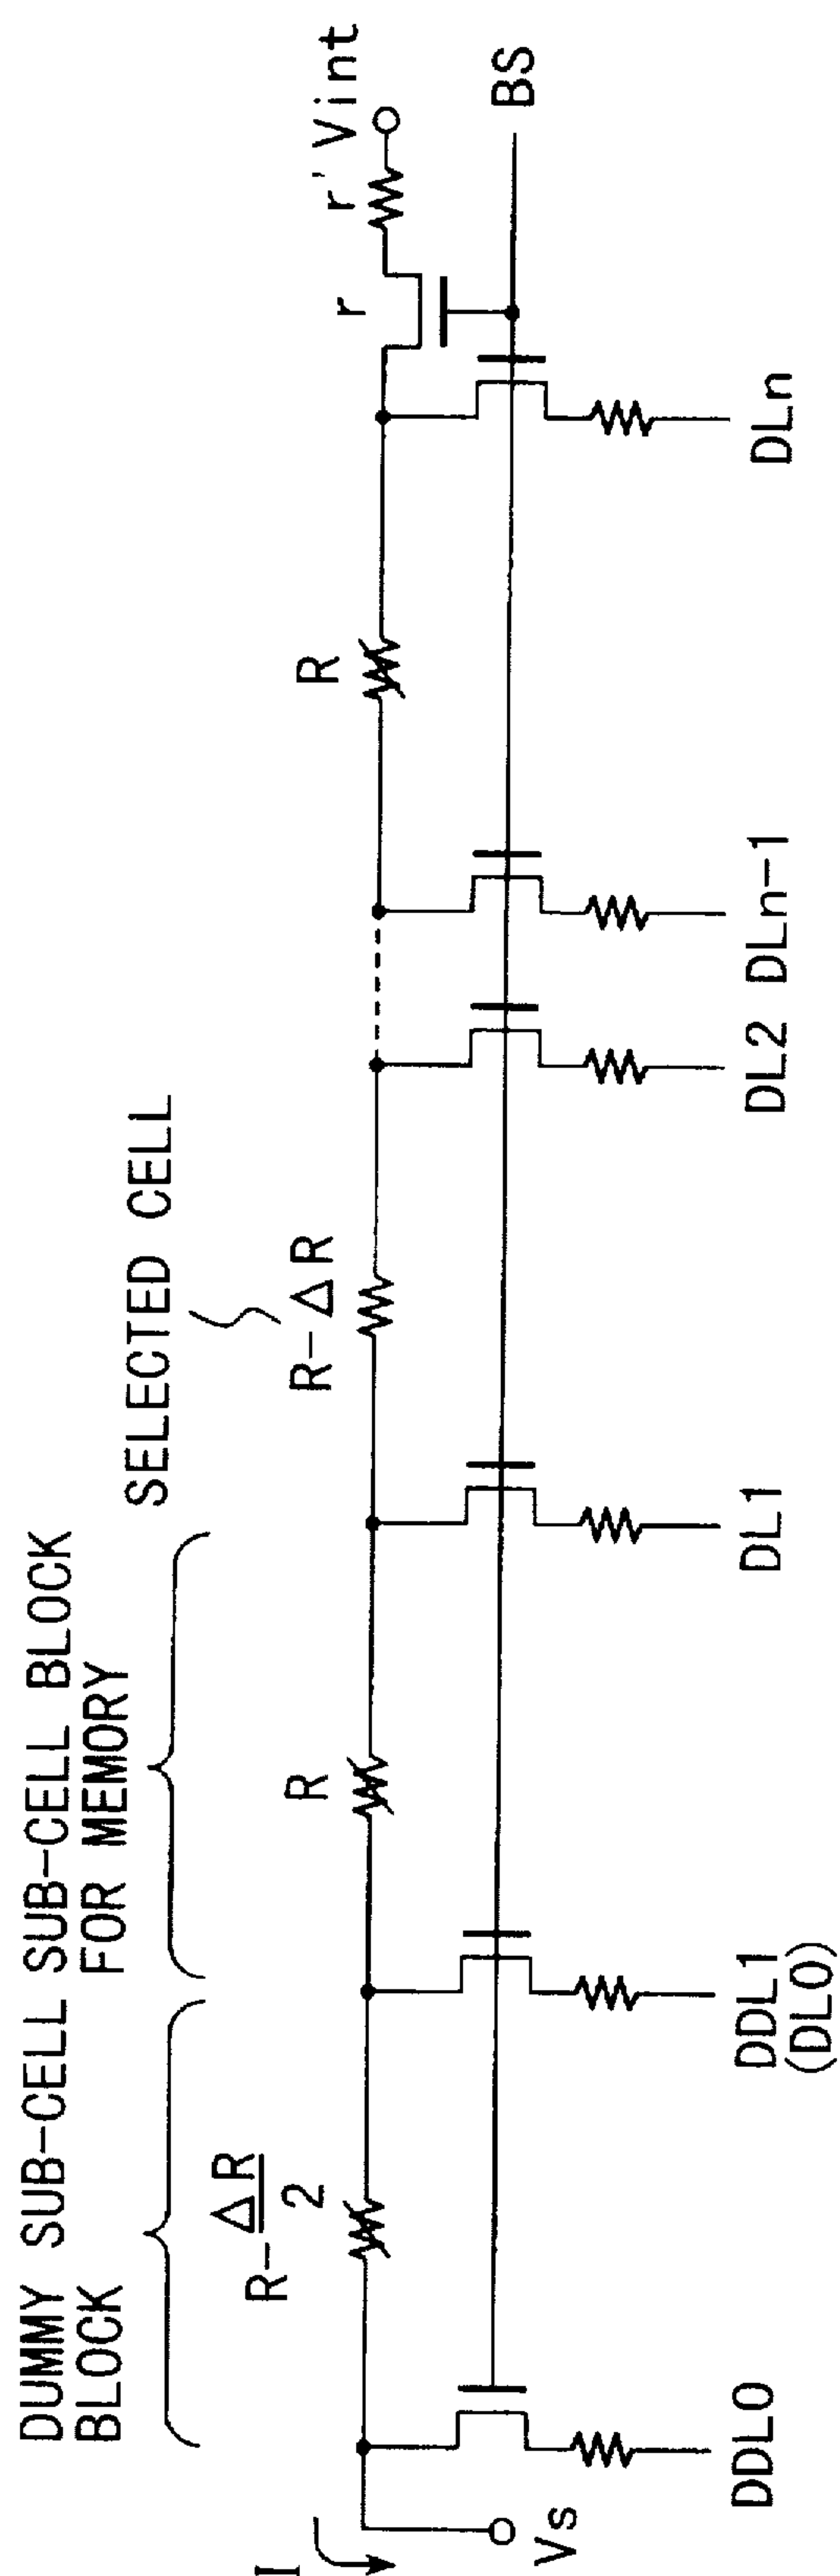 DUMMY SUB-CELL
BLOCK
SUB-CELL BLOCK
FOR MEMORY
SELECTED CELL
R-ΔR/2
R
R-ΔR
R
r
r'
Vint
BS
I
Vs
DDL0
DDL1
(DL0)
DL1
DL2
DLn-1
DLn